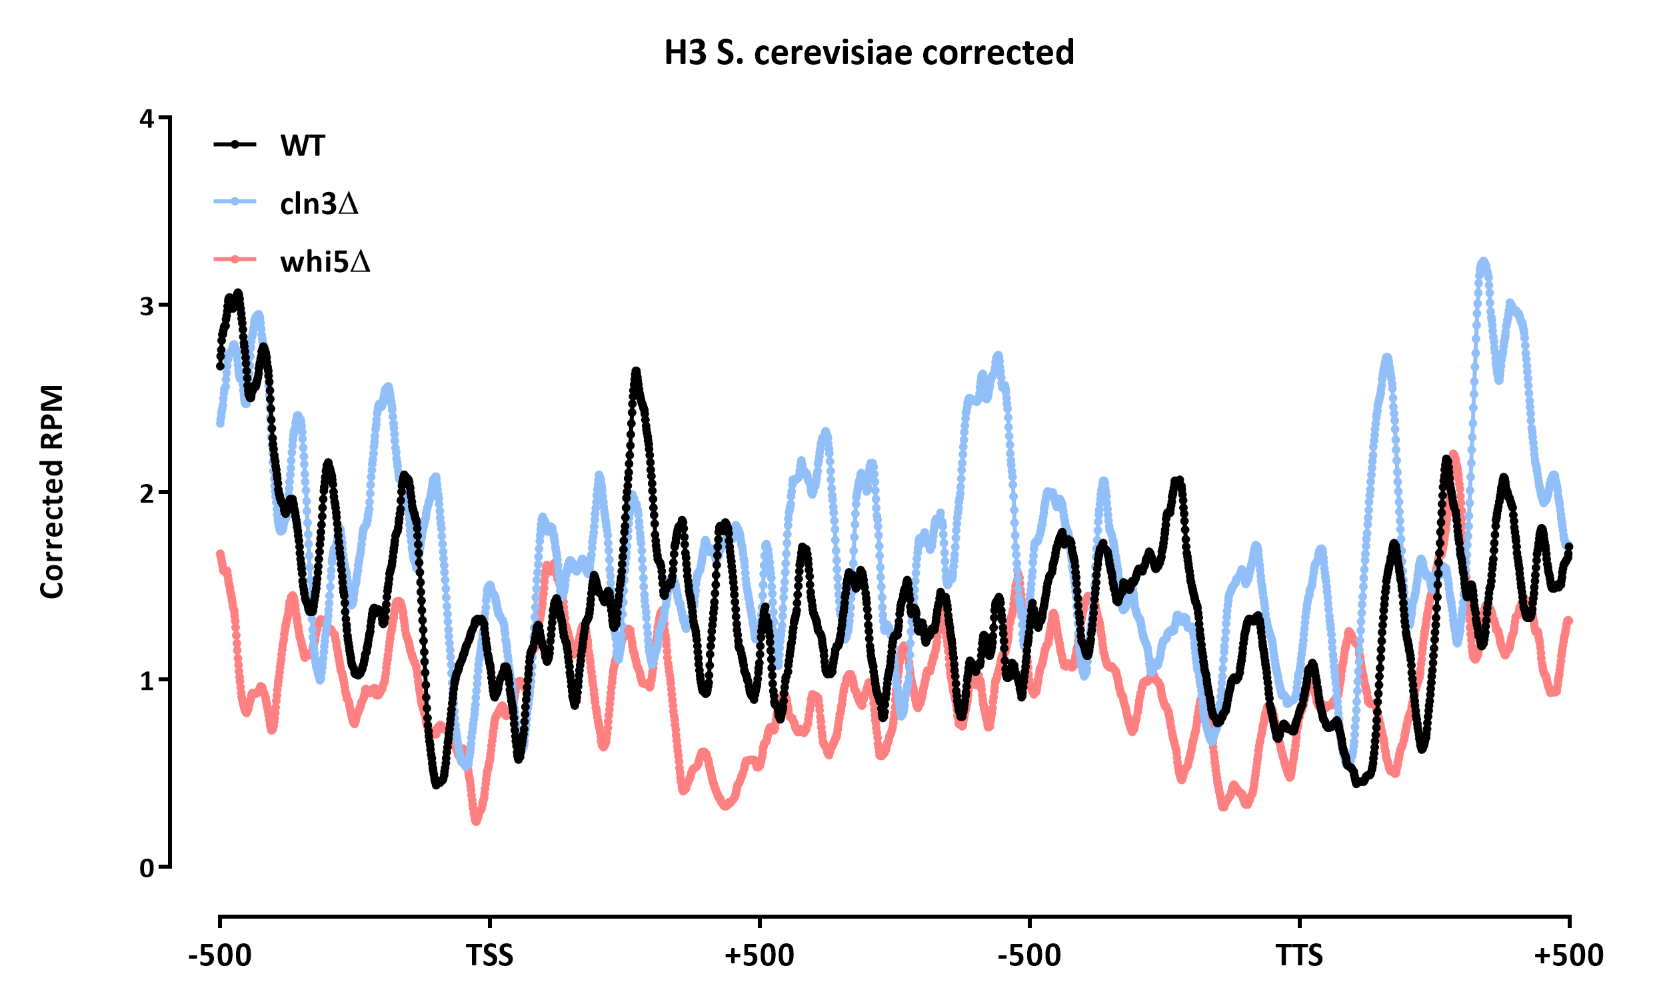 H3 S. cerevisiae corrected
4
WT
cln3Δ
whi5Δ
3
Corrected RPM
2
1
0
-500 TSS +500 -500 TTS +500